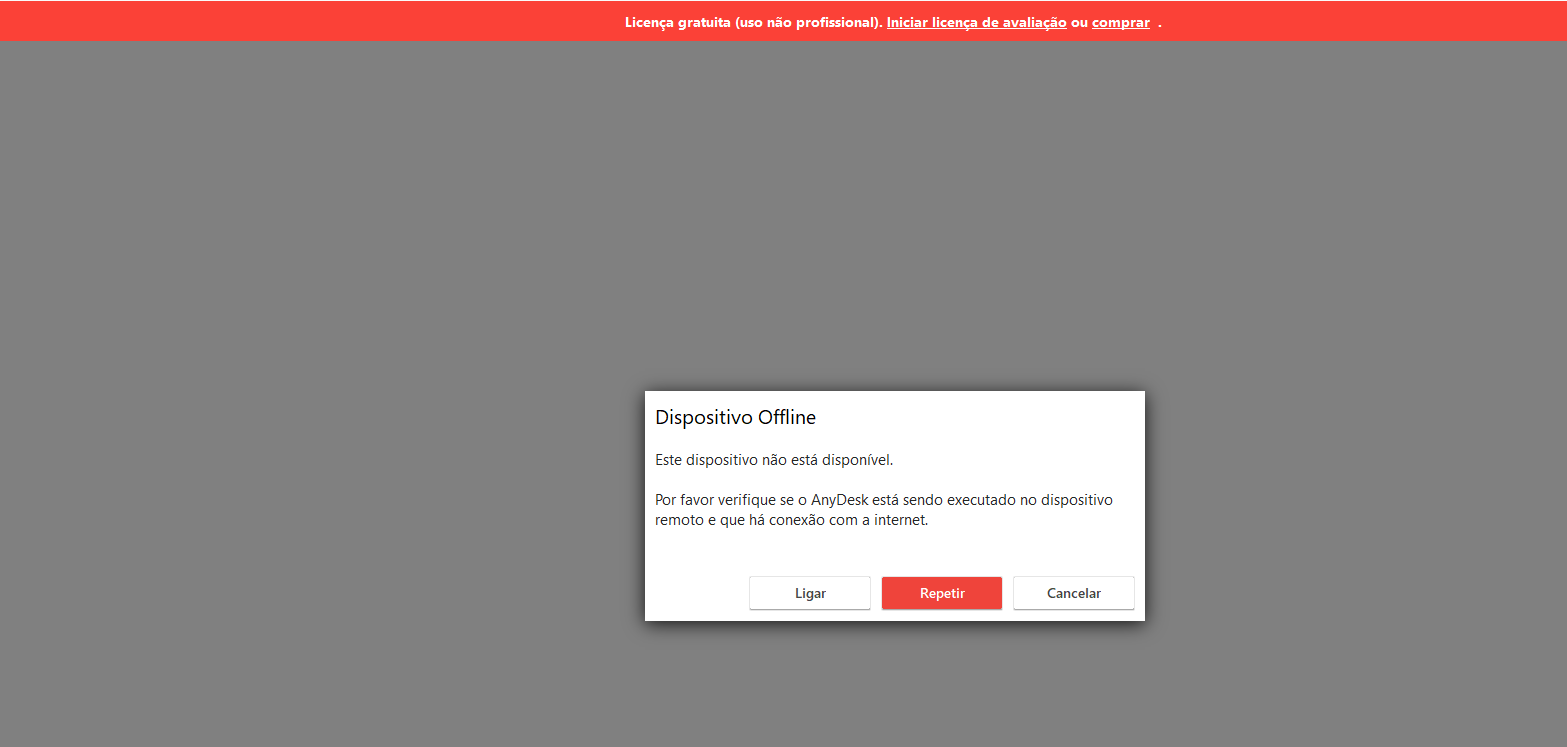 Licença gratuita (uso não profissional). Iniciar licença de avaliação ou comprar .
Dispositivo Offline
Este dispositivo não está disponível.
Por favor verifique se o AnyDesk está sendo executado no dispositivo
remoto e que há conexão com a internet.
Ligar
Repetir
Cancelar